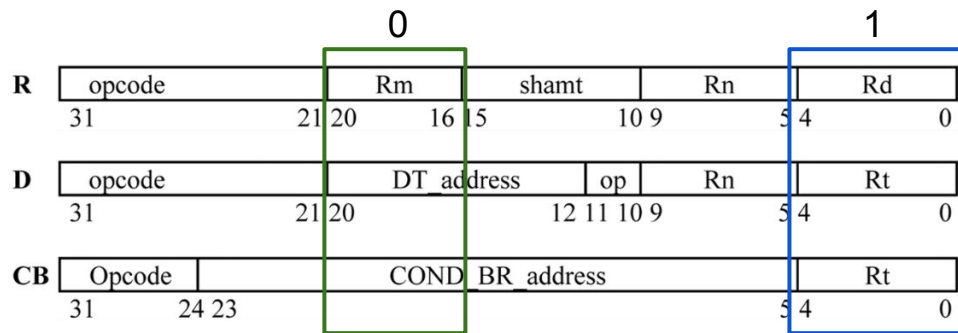 0 1
R opcode Rm shamt Rn Rd
31 21 20 16 15 10 9 5 4 0
D opcode DT_address op Rn Rt
31 21 20 12 11 10 9 5 4 0
CB Opcode COND_BR_address Rt
31 24 23 5 4 0